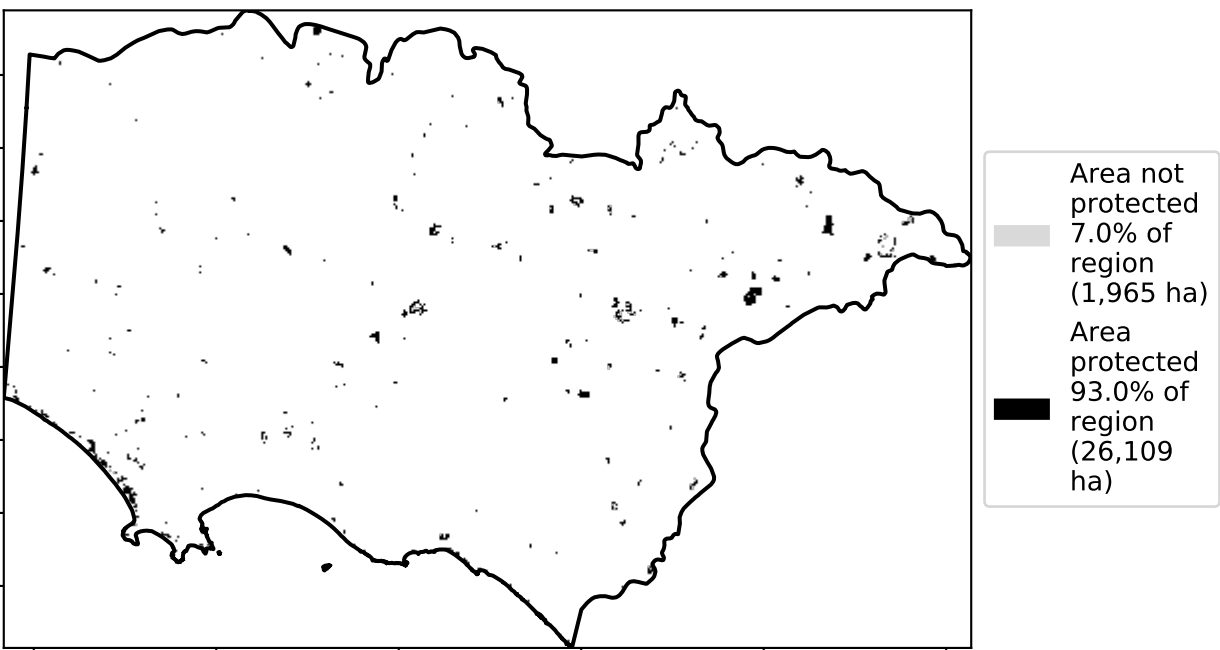 Area not
protected
7.0% of
region
(1,965 ha)
Area
protected
93.0% of
region
(26,109
ha)